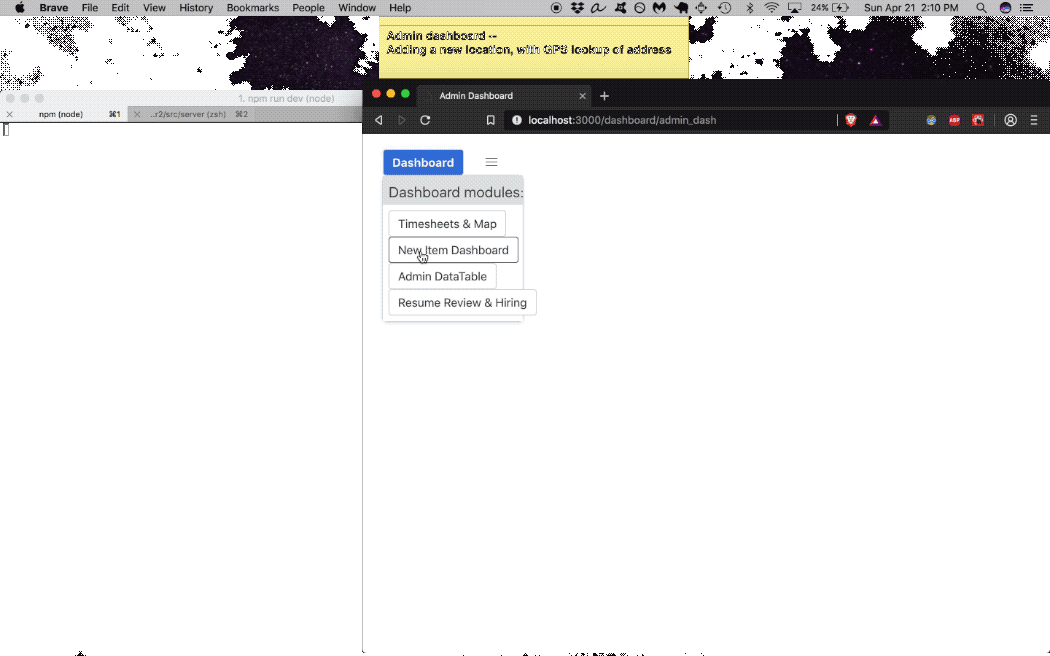 Brave File Edit View History Bookmarks People Window Help 24% Sun Apr 21 2:10 PM
Admin dashboard --
Adding a new location, with GPS lookup of address
1. npm run dev (node)
Admin Dashboard
npm (node) ⌘1 ..r2/src/server (zsh) ⌘2
localhost:3000/dashboard/admin_dash
ABP
Dashboard
Dashboard modules:
Timesheets & Map
New Item Dashboard
Admin DataTable
Resume Review & Hiring